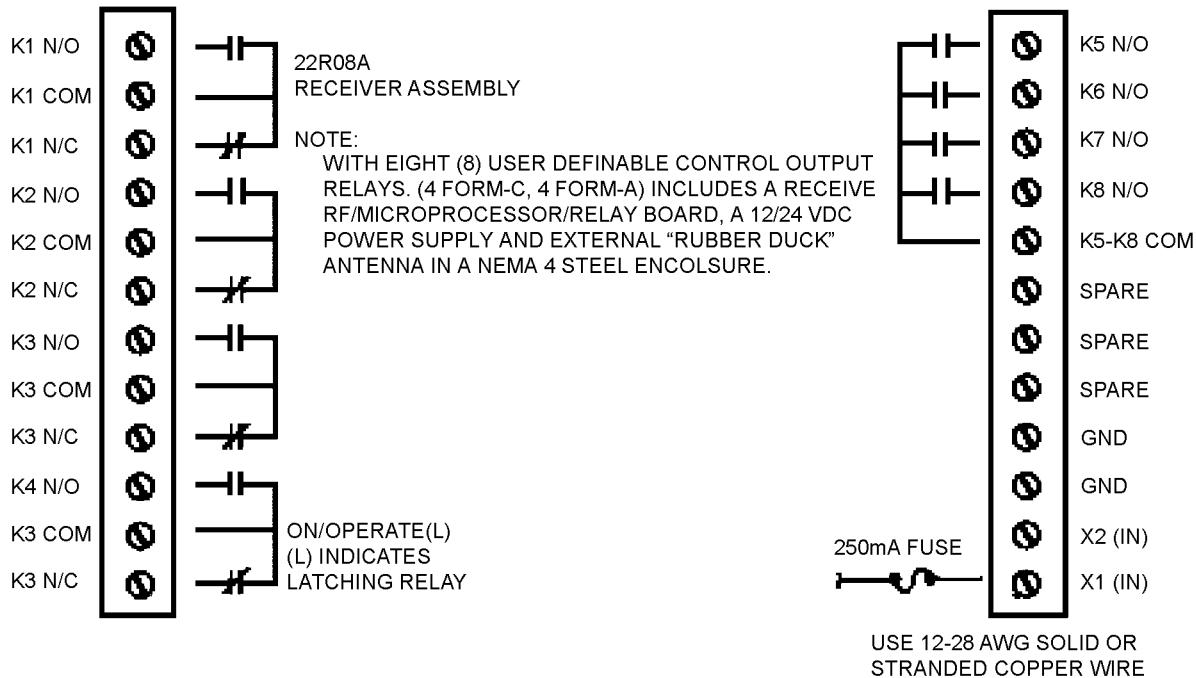 K1 N/O
K1 COM
K1 N/C
K2 N/O
K2 COM
K2 N/C
K3 N/O
K3 COM
K3 N/C
K4 N/O
K3 COM
K3 N/C
22R08A
RECEIVER ASSEMBLY
NOTE:
WITH EIGHT (8) USER DEFINABLE CONTROL OUTPUT
RELAYS. (4 FORM-C, 4 FORM-A) INCLUDES A RECEIVE
RF/MICROPROCESSOR/RELAY BOARD, A 12/24 VDC
POWER SUPPLY AND EXTERNAL “RUBBER DUCK”
ANTENNA IN A NEMA 4 STEEL ENCOLSURE.
ON/OPERATE(L)
(L) INDICATES
LATCHING RELAY
K5 N/O
K6 N/O
K7 N/O
K8 N/O
K5-K8 COM
SPARE
SPARE
SPARE
GND
GND
X2 (IN)
X1 (IN)
250mA FUSE
USE 12-28 AWG SOLID OR
STRANDED COPPER WIRE